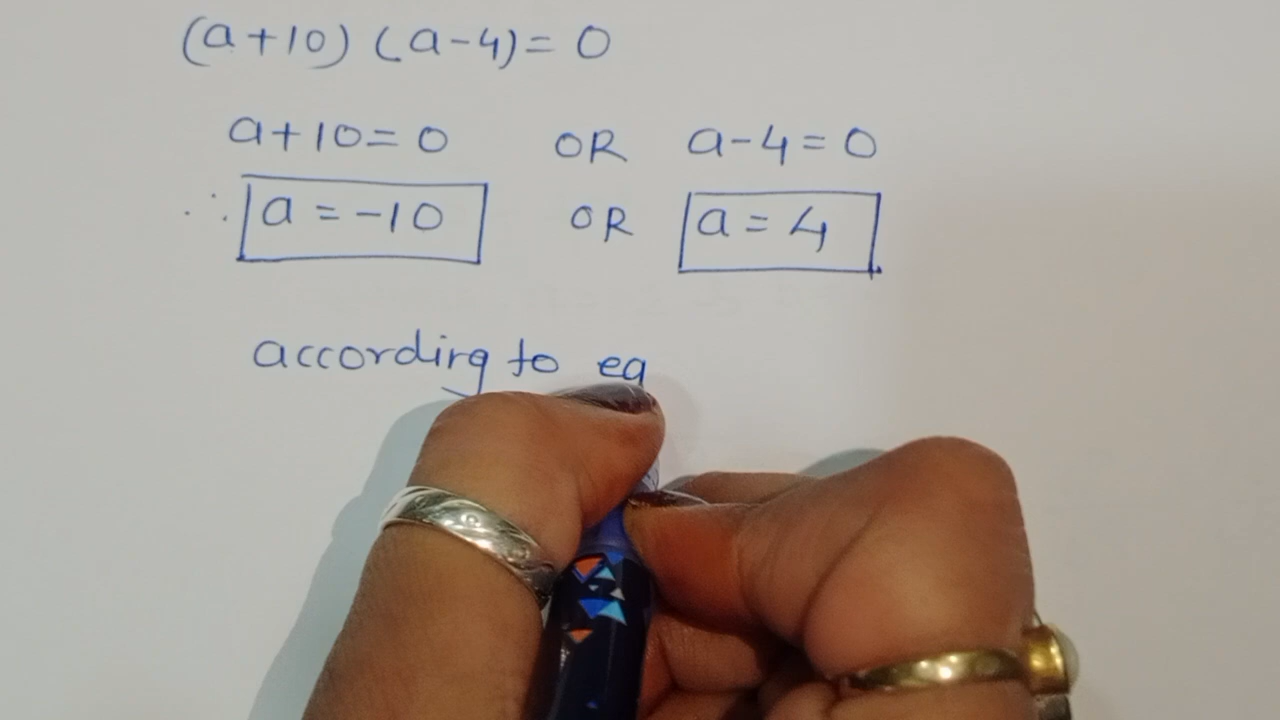 (a+10) (a-4) = 0
a+10=0 OR a-4=0
∴ a = -10 OR a = 4
according to eq